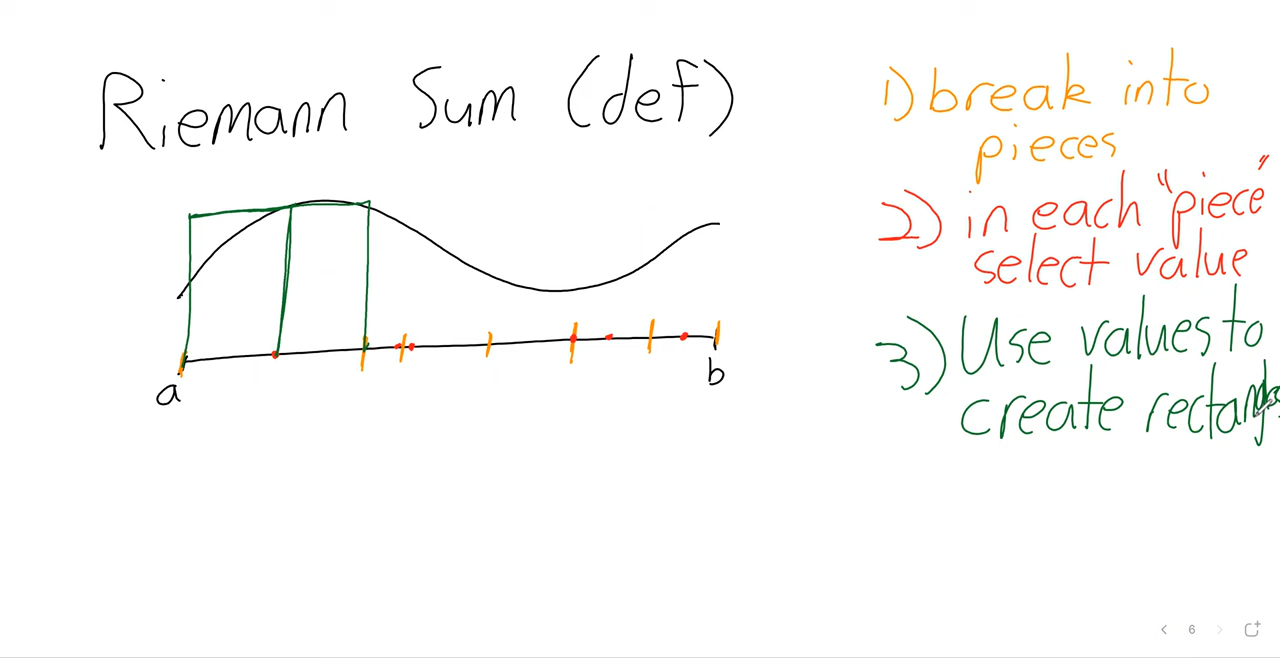 Riemann Sum (def)
a
b
1) break into
pieces
2) in each "piece"
select value
3) Use values to
create
6